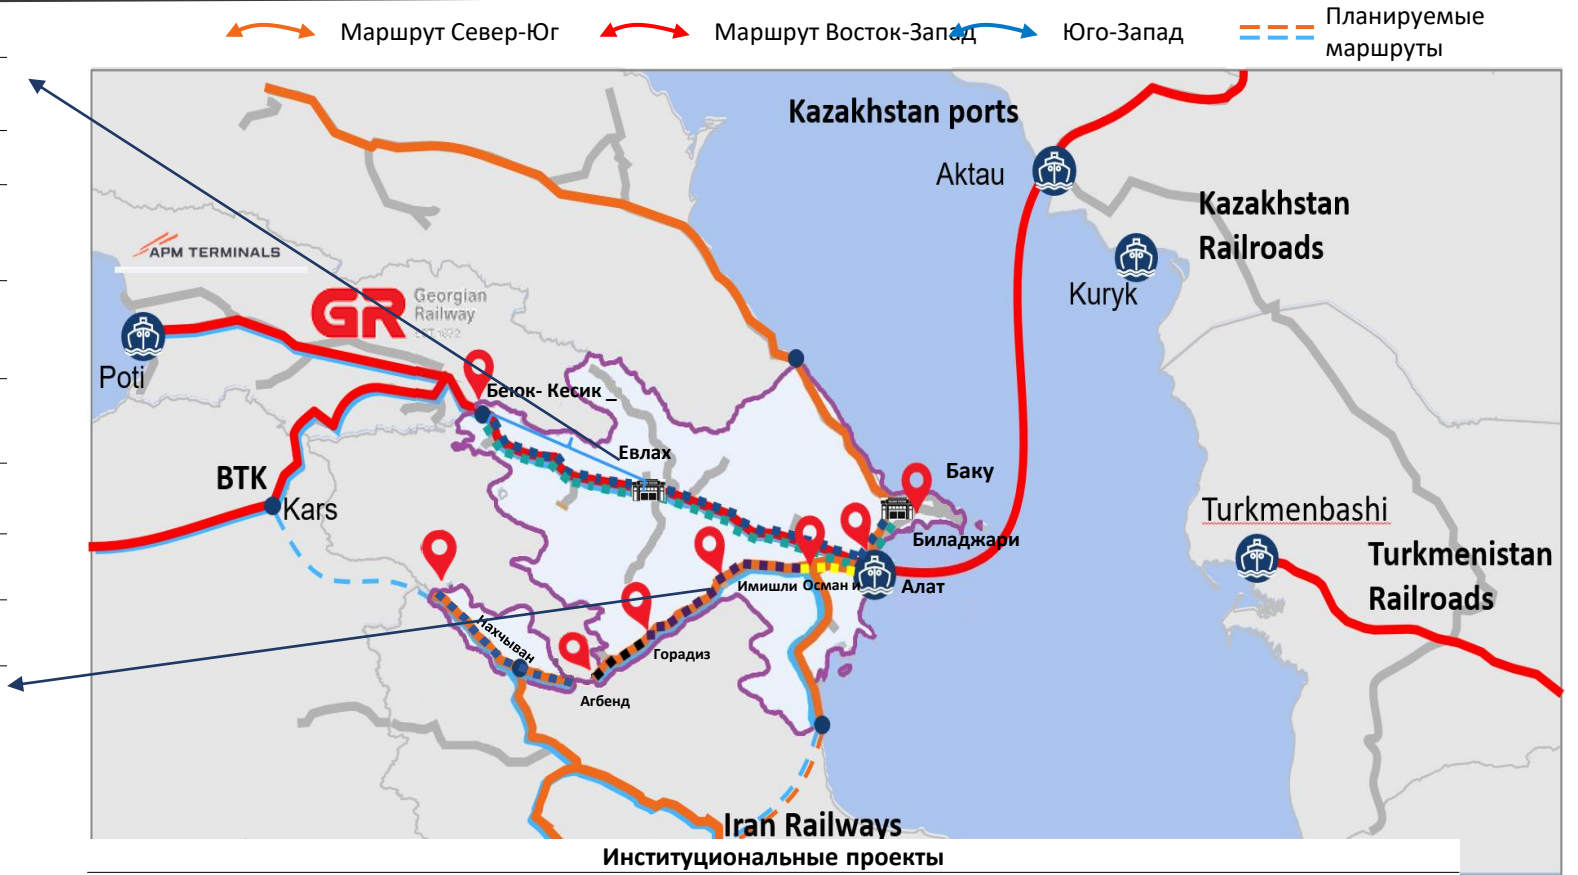 Маршрут Север-Юг
Маршрут Восток-Запад
Юго-Запад
Планируемые
маршруты
Kazakhstan ports
Aktau
Kazakhstan
Railroads
APM TERMINALS
Kuryk
GR
Georgian
Railway
Poti
Беюк- Кесик _
Евлах
BTK
Kars
Баку
Turkmenbashi
Биладжари
Turkmenistan
Railroads
Имишли
Осман и
Алат
Нахчыван
Горадиз
Агбенд
Iran Railways
Институциональные проекты